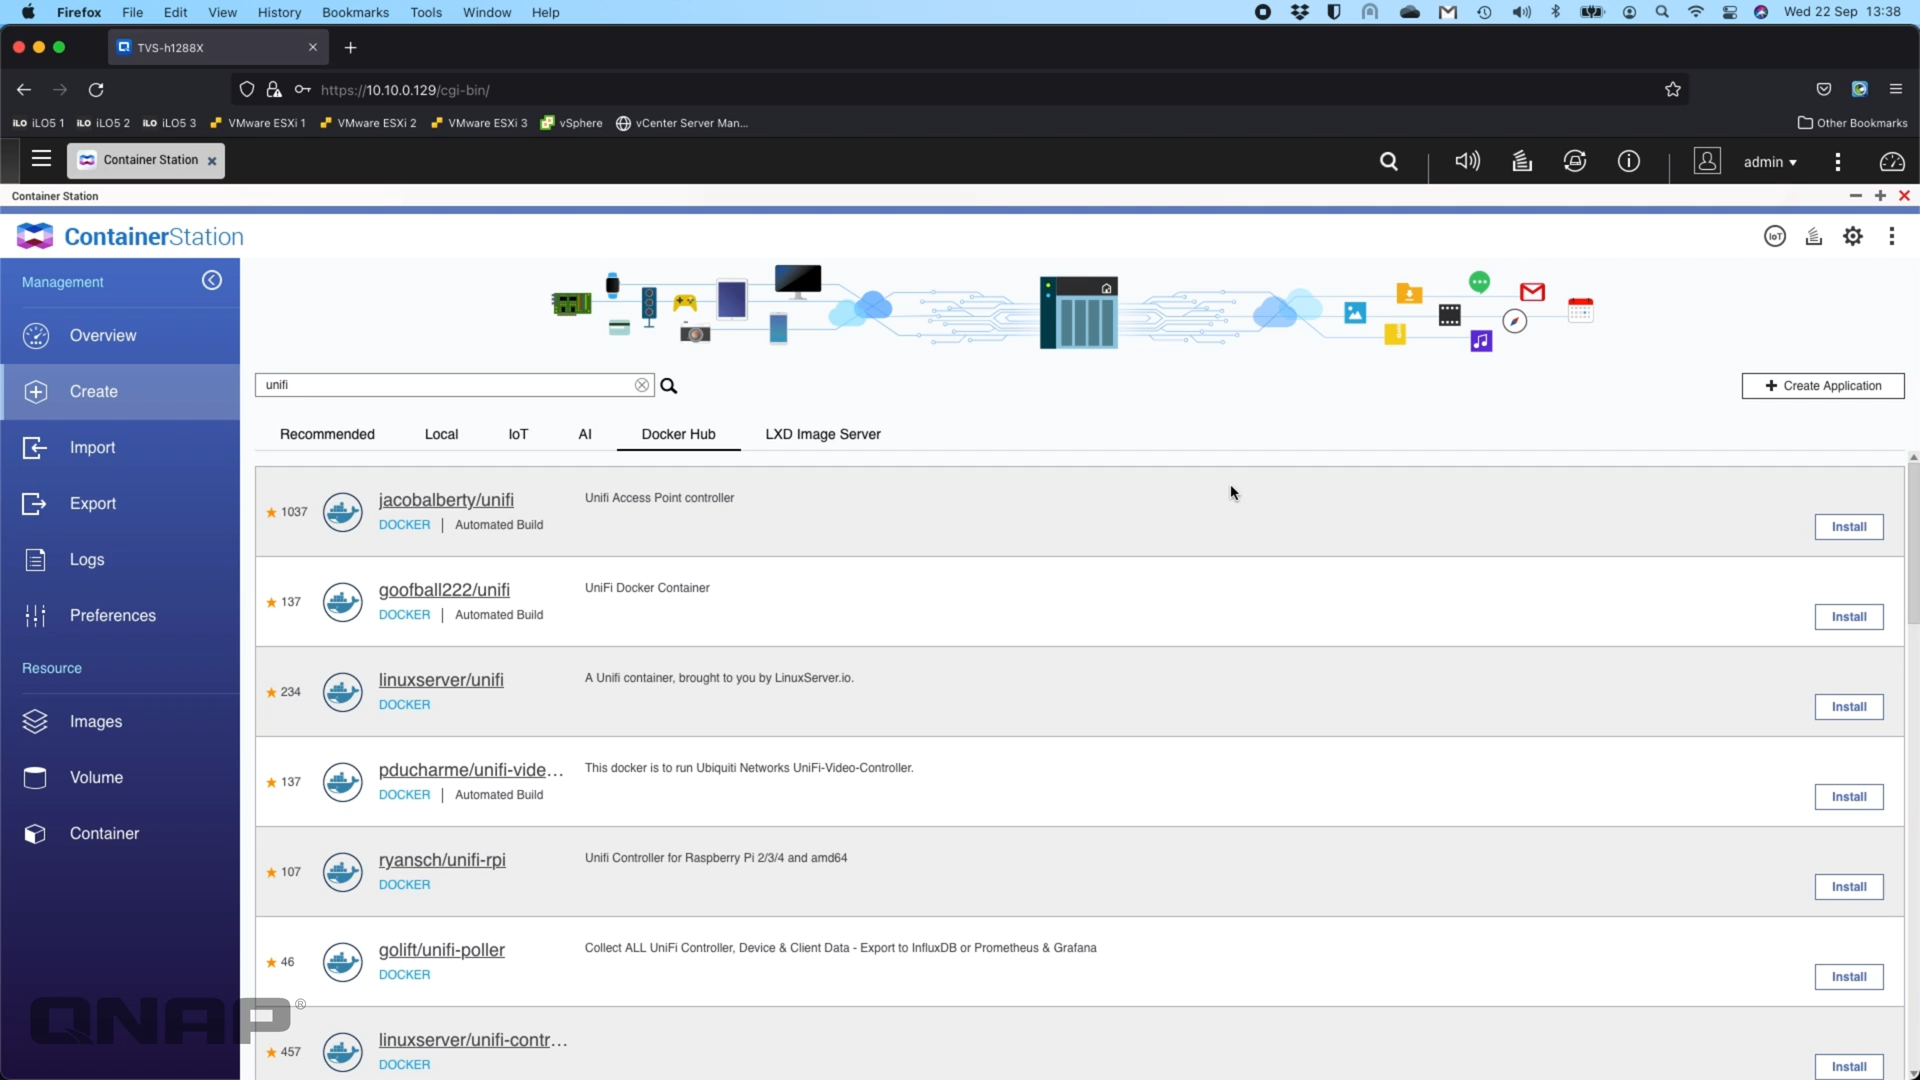 Firefox File Edit View History Bookmarks Tools Window Help Wed 22 Sep 13:38
TVS-h1288X
https://10.10.0.129/cgi-bin/
iLO iLO5 1 iLO iLO5 2 iLO iLO5 3 VMware ESXi 1 VMware ESXi 2 VMware ESXi 3 vSphere vCenter Server Man... Other Bookmarks
Container Station admin
Container Station
ContainerStation IoT
Management
Overview
Create
Import
Export
Logs
Preferences
Resource
Images
Volume
Container
unifi
Create Application
Recommended Local IoT AI Docker Hub LXD Image Server
1037 jacobalberty/unifi Unifi Access Point controller
DOCKER | Automated Build
Install
137 goofball222/unifi UniFi Docker Container
DOCKER | Automated Build
Install
234 linuxserver/unifi A Unifi container, brought to you by LinuxServer.io.
DOCKER
Install
137 pducharme/unifi-vide... This docker is to run Ubiquiti Networks UniFi-Video-Controller.
DOCKER | Automated Build
Install
107 ryansch/unifi-rpi Unifi Controller for Raspberry Pi 2/3/4 and amd64
DOCKER
Install
46 golift/unifi-poller Collect ALL UniFi Controller, Device & Client Data - Export to InfluxDB or Prometheus & Grafana
DOCKER
Install
457 linuxserver/unifi-contr...
DOCKER
Install
QNAP®